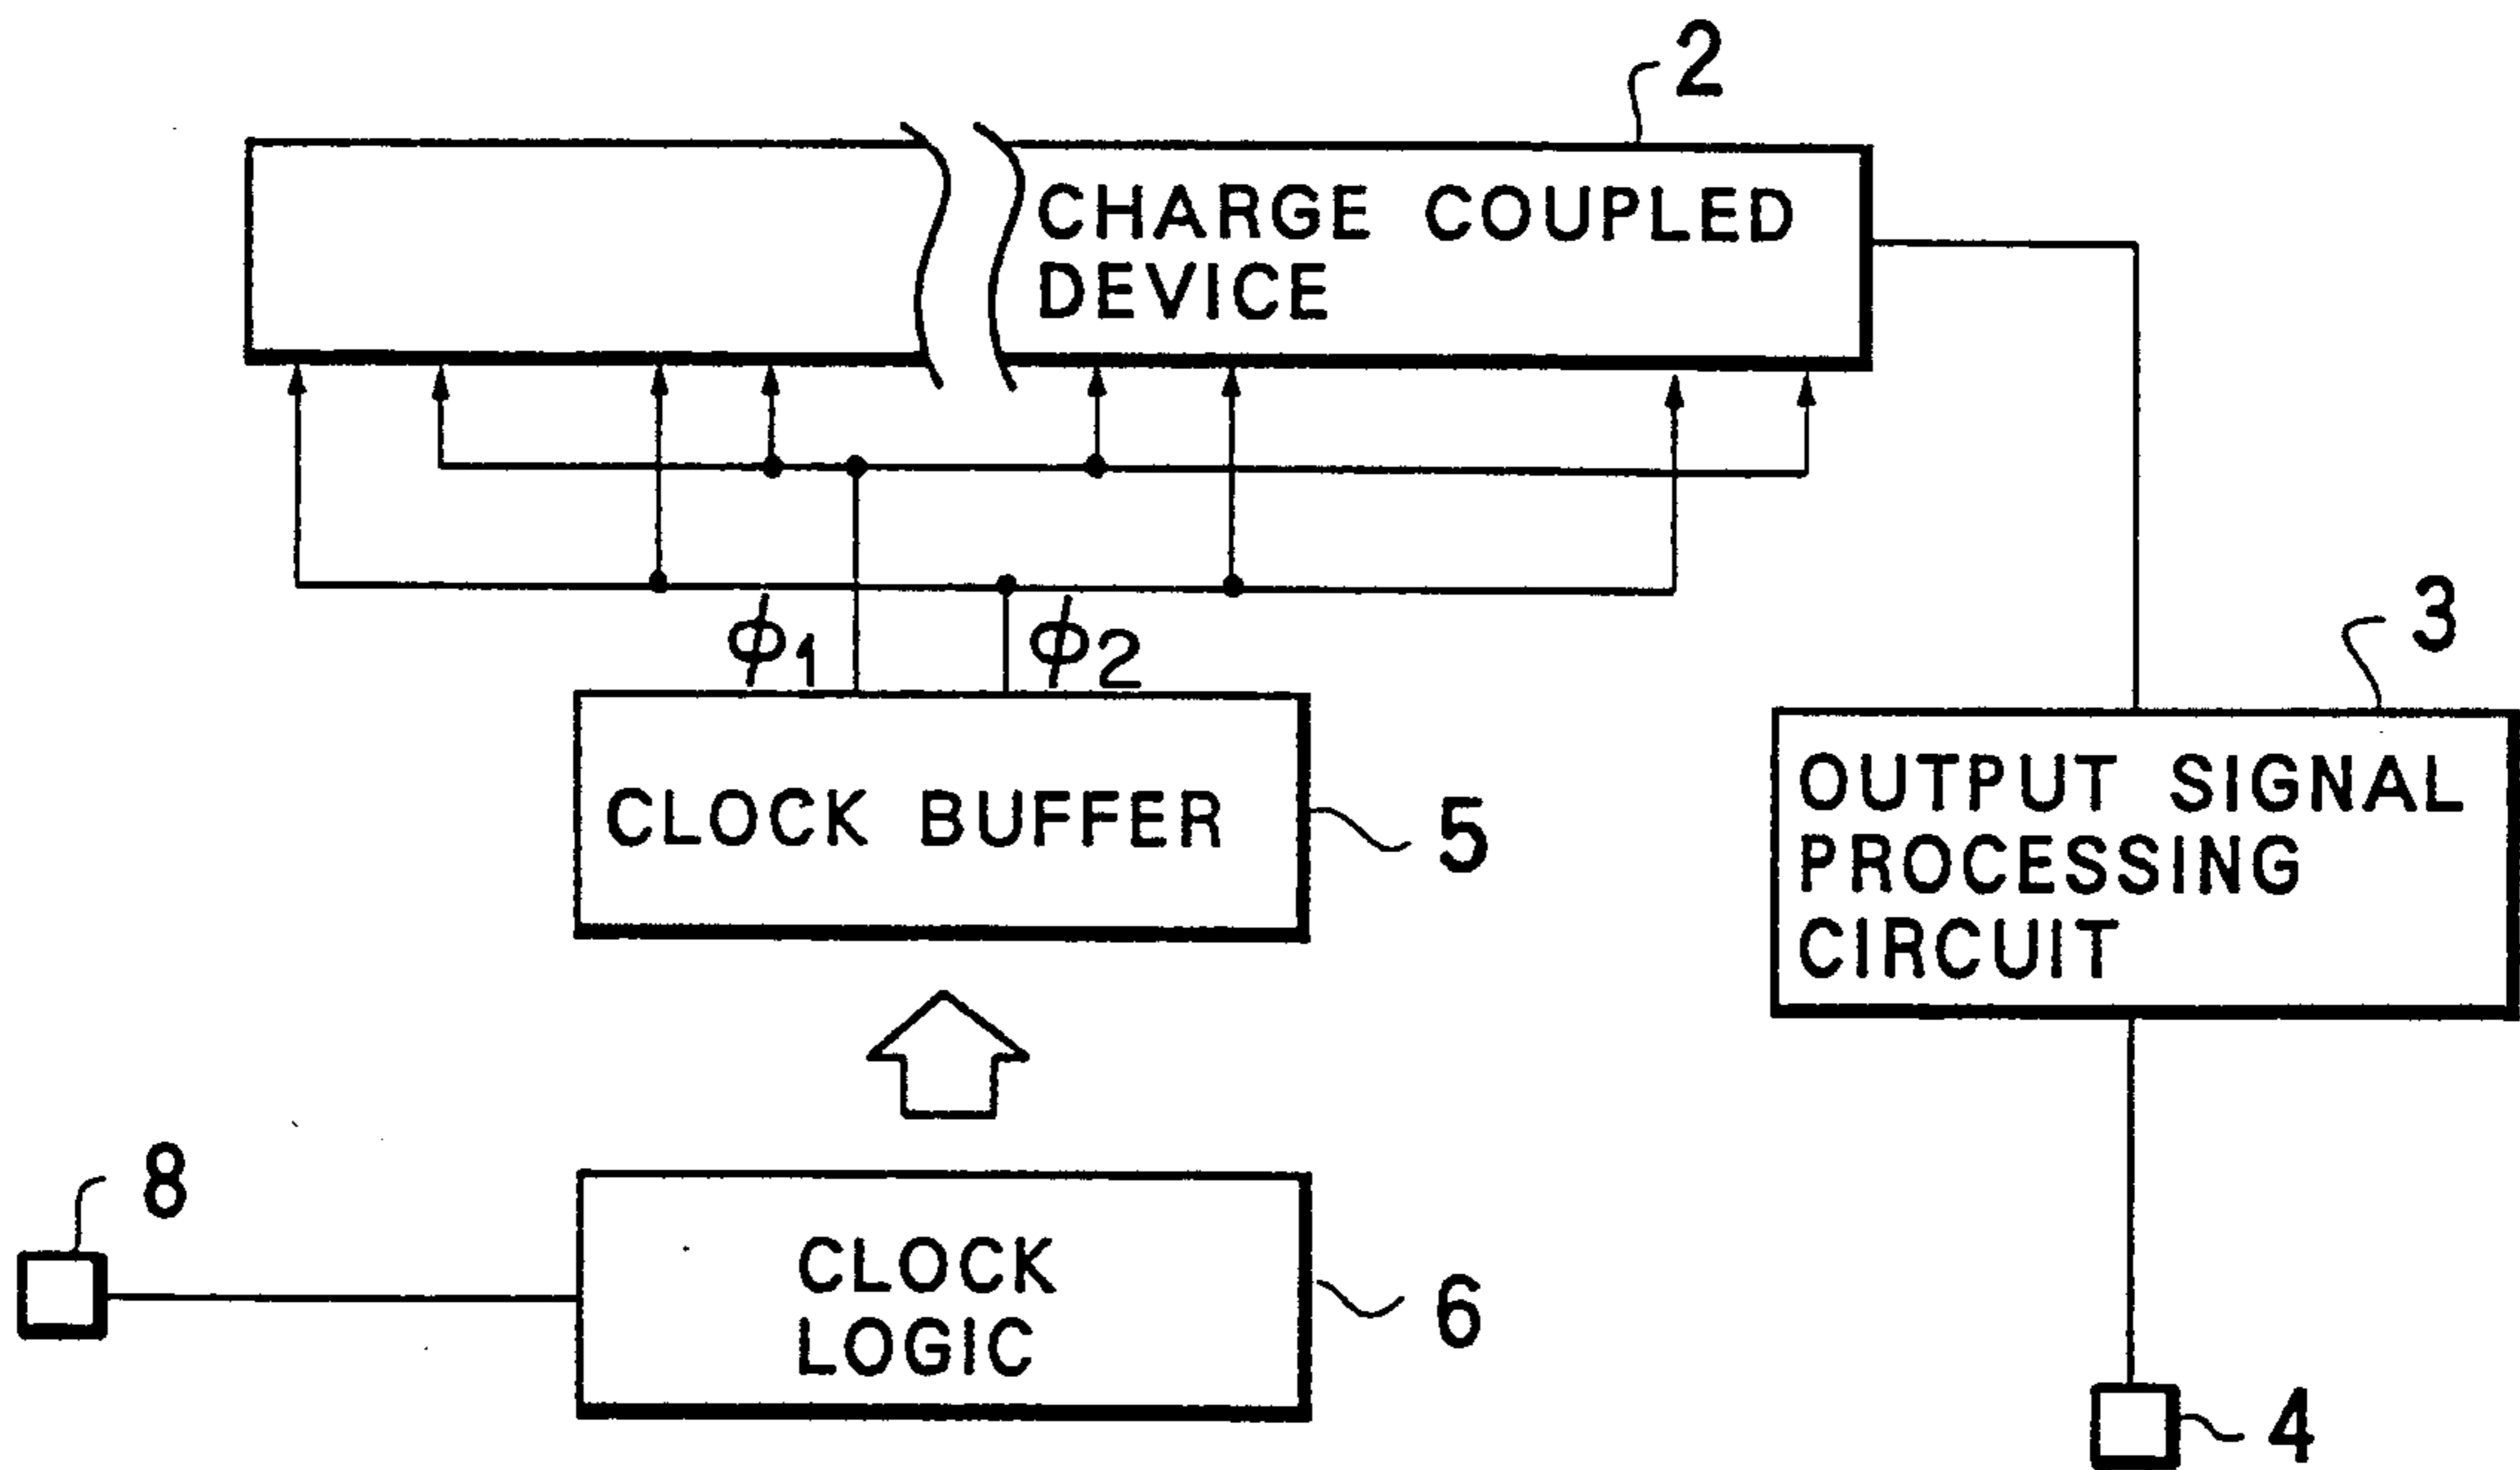 2
CHARGE COUPLED
DEVICE
3
ϕ1
ϕ2
CLOCK BUFFER
5
OUTPUT SIGNAL
PROCESSING
CIRCUIT
8
CLOCK
LOGIC
6
4